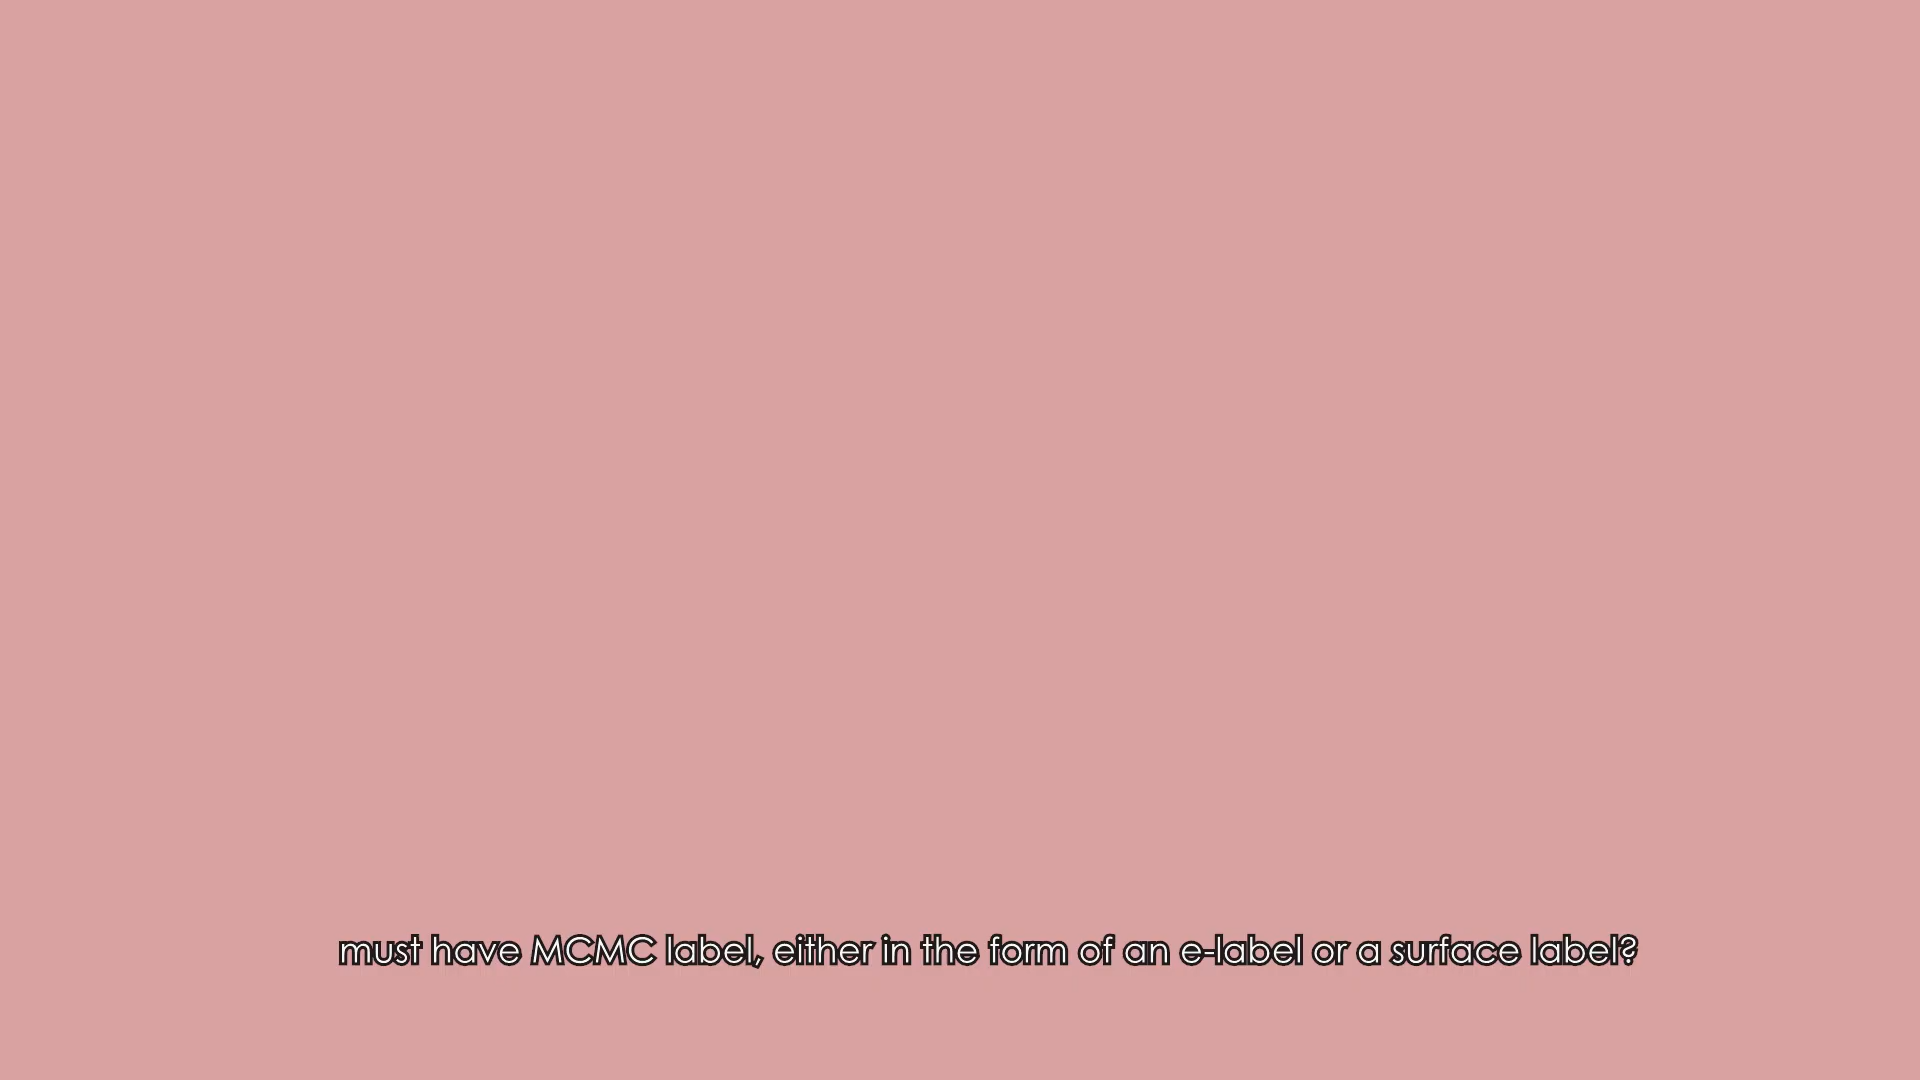 must have MCMC label, either in the form of an e-label or a surface label?